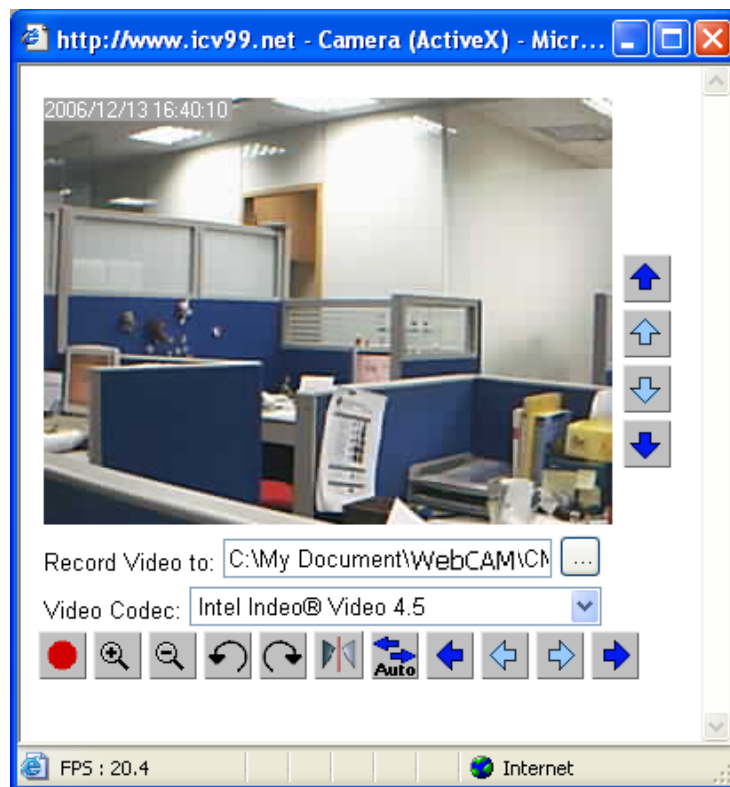 http://www.icv99.net - Camera (ActiveX) - Micr...
2006/12/13 16:40:10
Record Video to: C:\My Document\WebCAM\CN
...
Video Codec: Intel Indeo® Video 4.5
Auto
FPS : 20.4
Internet